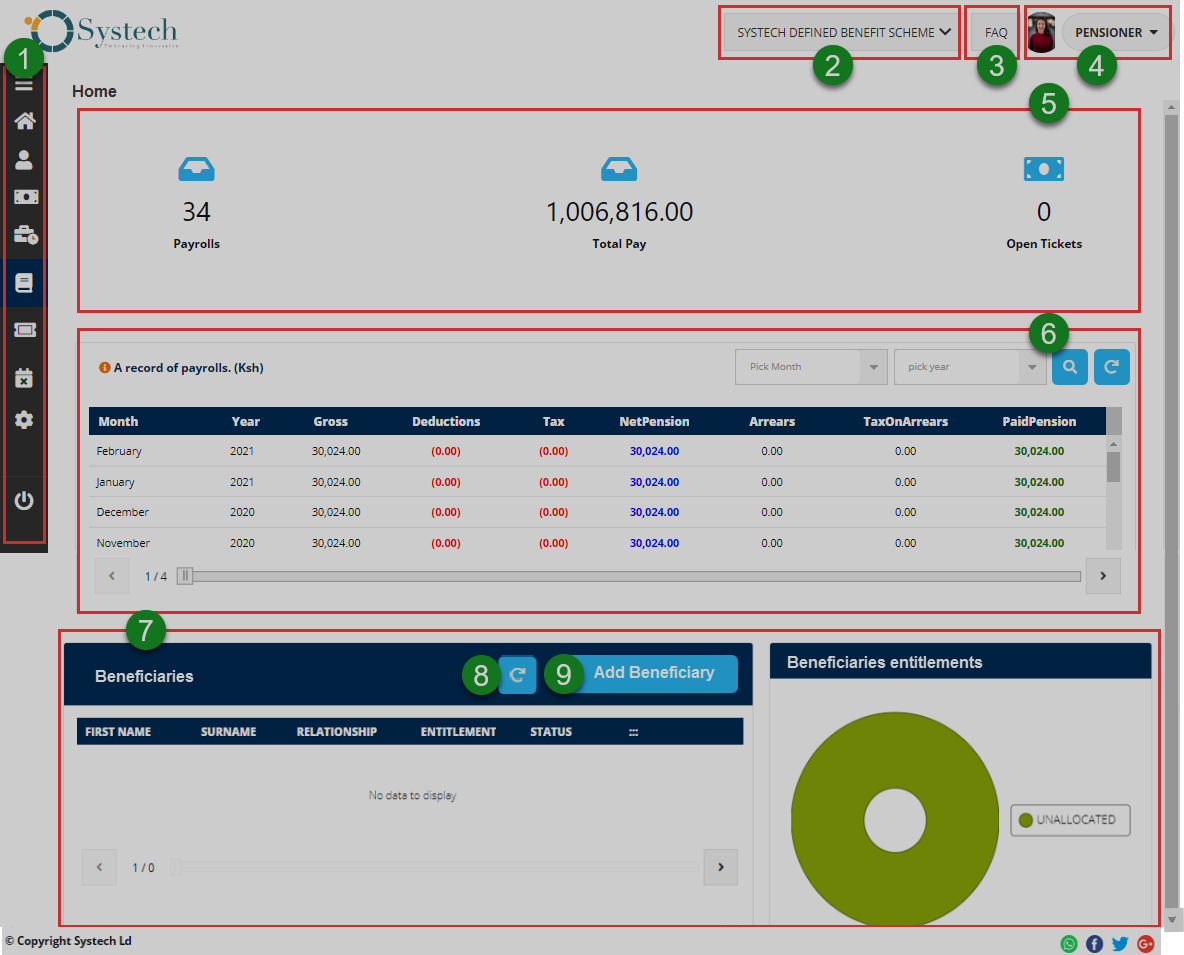 Systech
Embracing Innovation
1
SYSTECH DEFINED BENEFIT SCHEME
FAQ
PENSIONER
2
3
4
Home
5
34
1,006,816.00
0
Payrolls
Total Pay
Open Tickets
6
A record of payrolls. (Ksh)
Pick Month
pick year
Month Year Gross Deductions Tax NetPension Arrears TaxOnArrears PaidPension
February 2021 30,024.00 (0.00) (0.00) 30,024.00 0.00 0.00 30,024.00
January 2021 30,024.00 (0.00) (0.00) 30,024.00 0.00 0.00 30,024.00
December 2020 30,024.00 (0.00) (0.00) 30,024.00 0.00 0.00 30,024.00
November 2020 30,024.00 (0.00) (0.00) 30,024.00 0.00 0.00 30,024.00
1 / 4
7
Beneficiaries
8
9
Add Beneficiary
Beneficiaries entitlements
FIRST NAME SURNAME RELATIONSHIP ENTITLEMENT STATUS :::
No data to display
UNALLOCATED
1 / 0
© Copyright Systech Ld